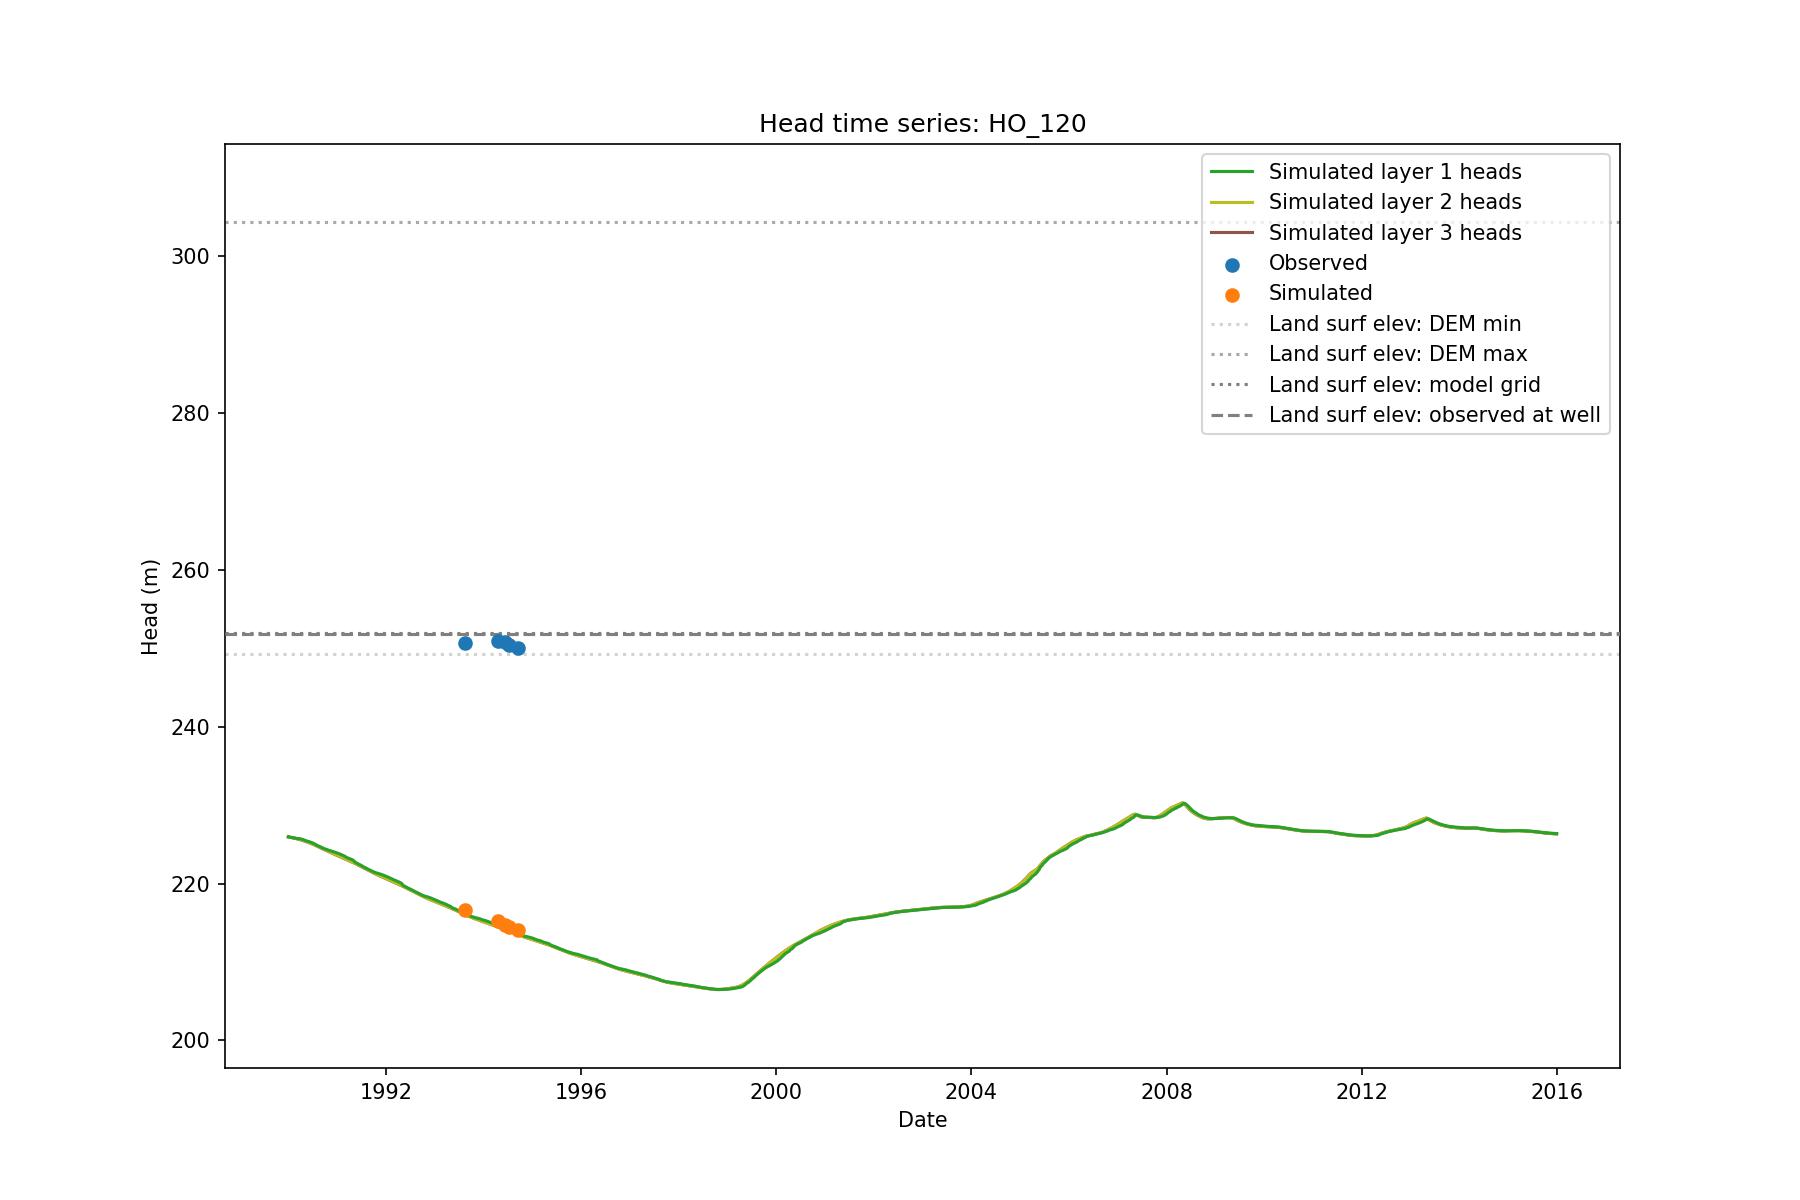 Head time series: HO_120
Simulated layer 1 heads
Simulated layer 2 heads
Simulated layer 3 heads
Observed
Simulated
Land surf elev: DEM min
Land surf elev: DEM max
Land surf elev: model grid
Land surf elev: observed at well
Head (m)
300
280
260
240
220
200
1992
1996
2000
2004
2008
2012
2016
Date